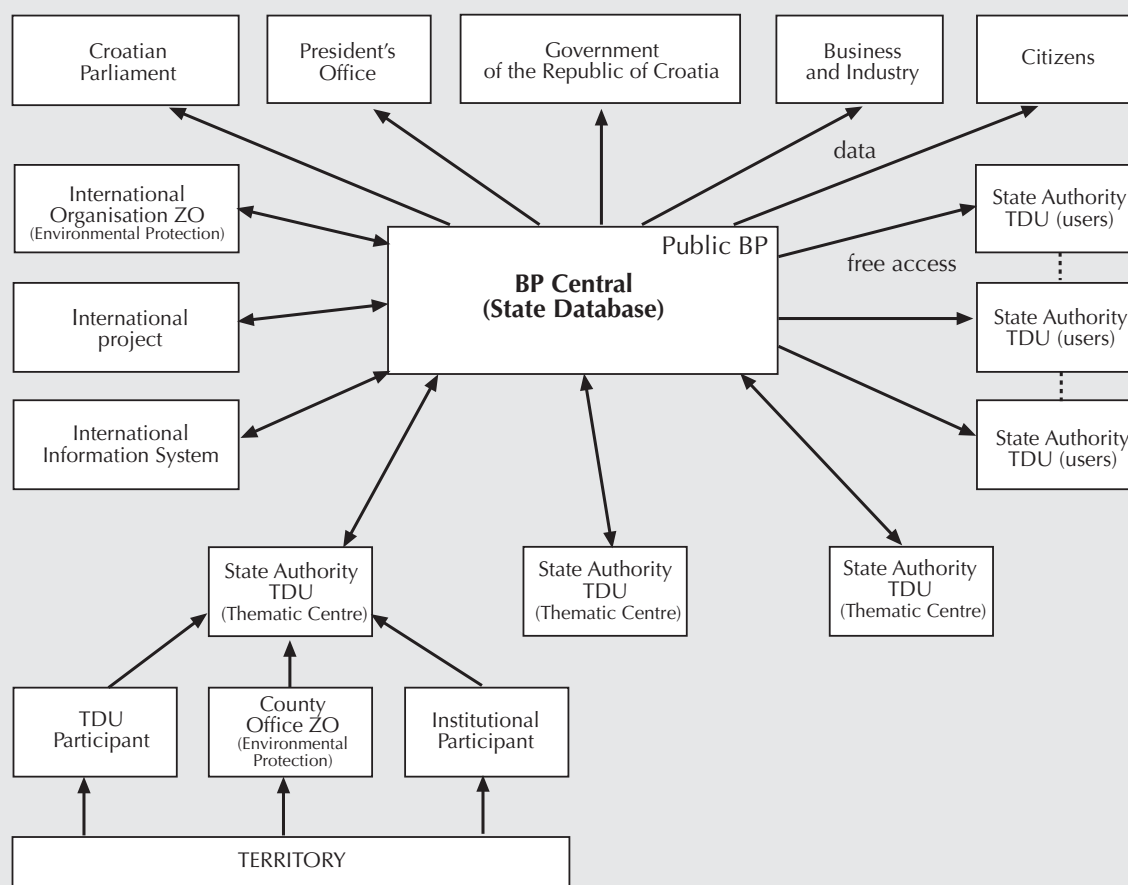 Croatian
Parliament
President's
Office
Government
of the Republic of Croatia
Business
and Industry
Citizens
data
International
Organisation ZO
(Environmental Protection)
State Authority
TDU (users)
Public BP
BP Central
(State Database)
free access
International
project
State Authority
TDU (users)
International
Information System
State Authority
TDU (users)
State Authority
TDU
(Thematic Centre)
State Authority
TDU
(Thematic Centre)
State Authority
TDU
(Thematic Centre)
TDU
Participant
County
Office ZO
(Environmental
Protection)
Institutional
Participant
TERRITORY